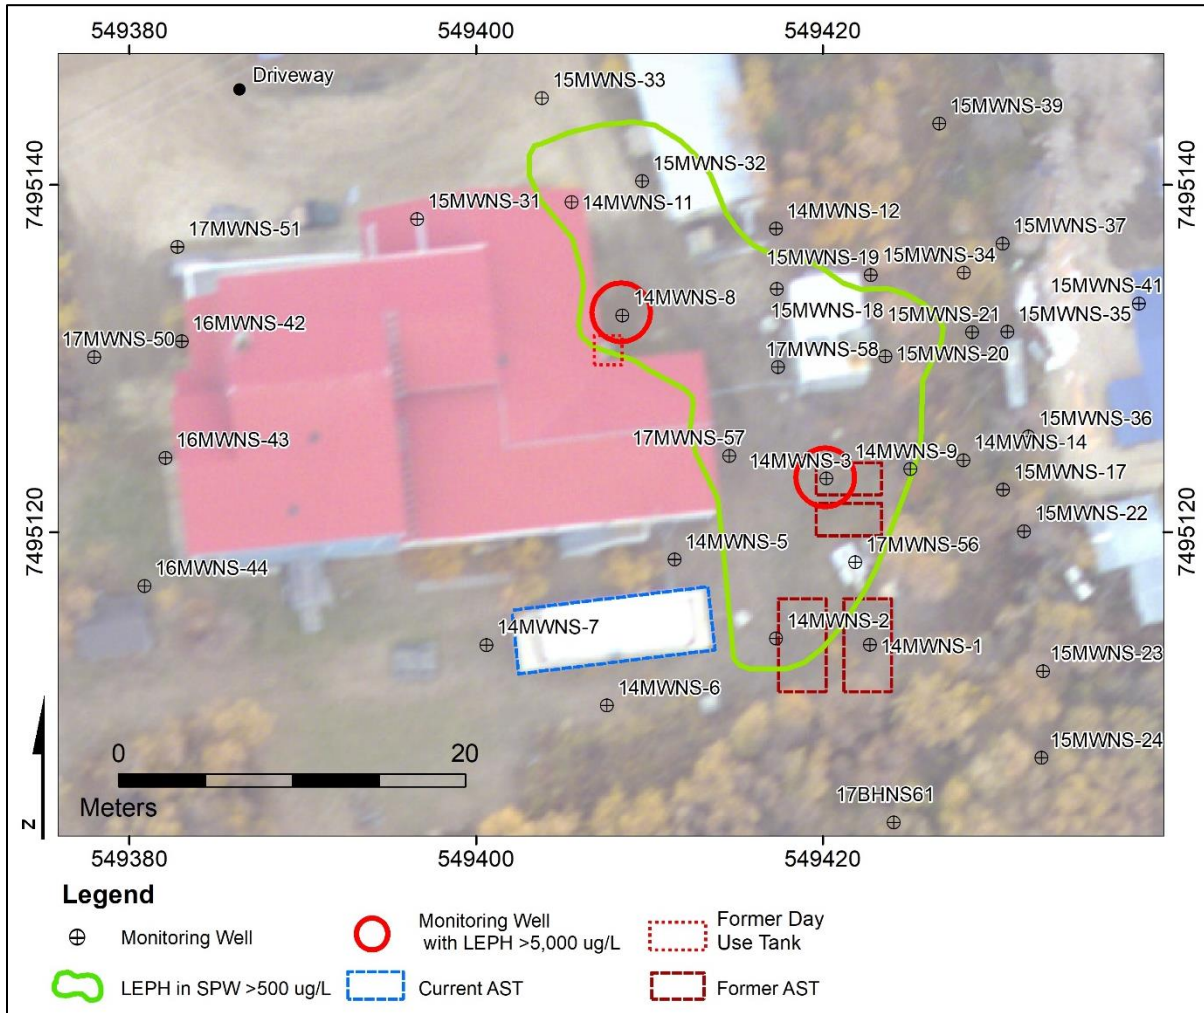 549380
549400
549420
Driveway
15MWNS-33
15MWNS-39
7495140
15MWNS-32
7495140
15MWNS-31
14MWNS-11
14MWNS-12
15MWNS-37
17MWNS-51
15MWNS-19
15MWNS-34
15MWNS-41
14MWNS-8
16MWNS-42
15MWNS-18
15MWNS-21
15MWNS-35
17MWNS-50
17MWNS-58
15MWNS-20
15MWNS-36
16MWNS-43
17MWNS-57
14MWNS-3
14MWNS-9
14MWNS-14
15MWNS-17
7495120
15MWNS-22
7495120
14MWNS-5
17MWNS-56
16MWNS-44
14MWNS-7
14MWNS-2
14MWNS-1
15MWNS-23
14MWNS-6
15MWNS-24
0
20
Meters
17BHNS61
N
549380
549400
549420
Legend
Monitoring Well
Monitoring Well
with LEPH >5,000 ug/L
Former Day
Use Tank
LEPH in SPW >500 ug/L
Current AST
Former AST